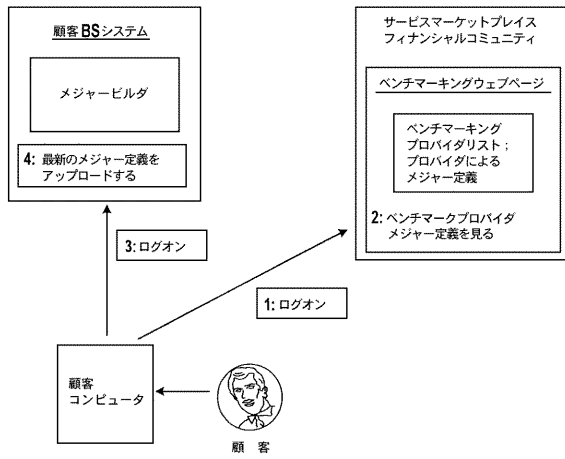 顧客BSシステム
メジャービルダ
4: 最新のメジャー定義を
アップロードする
サービスマーケットプレイス
フィナンシャルコミュニティ
ベンチマーキングウェブページ
ベンチマーキング
プロバイダリスト；
プロバイダによる
メジャー定義
2: ベンチマークプロバイダ
メジャー定義を見る
3: ログオン
1: ログオン
顧客
コンピュータ
顧 客